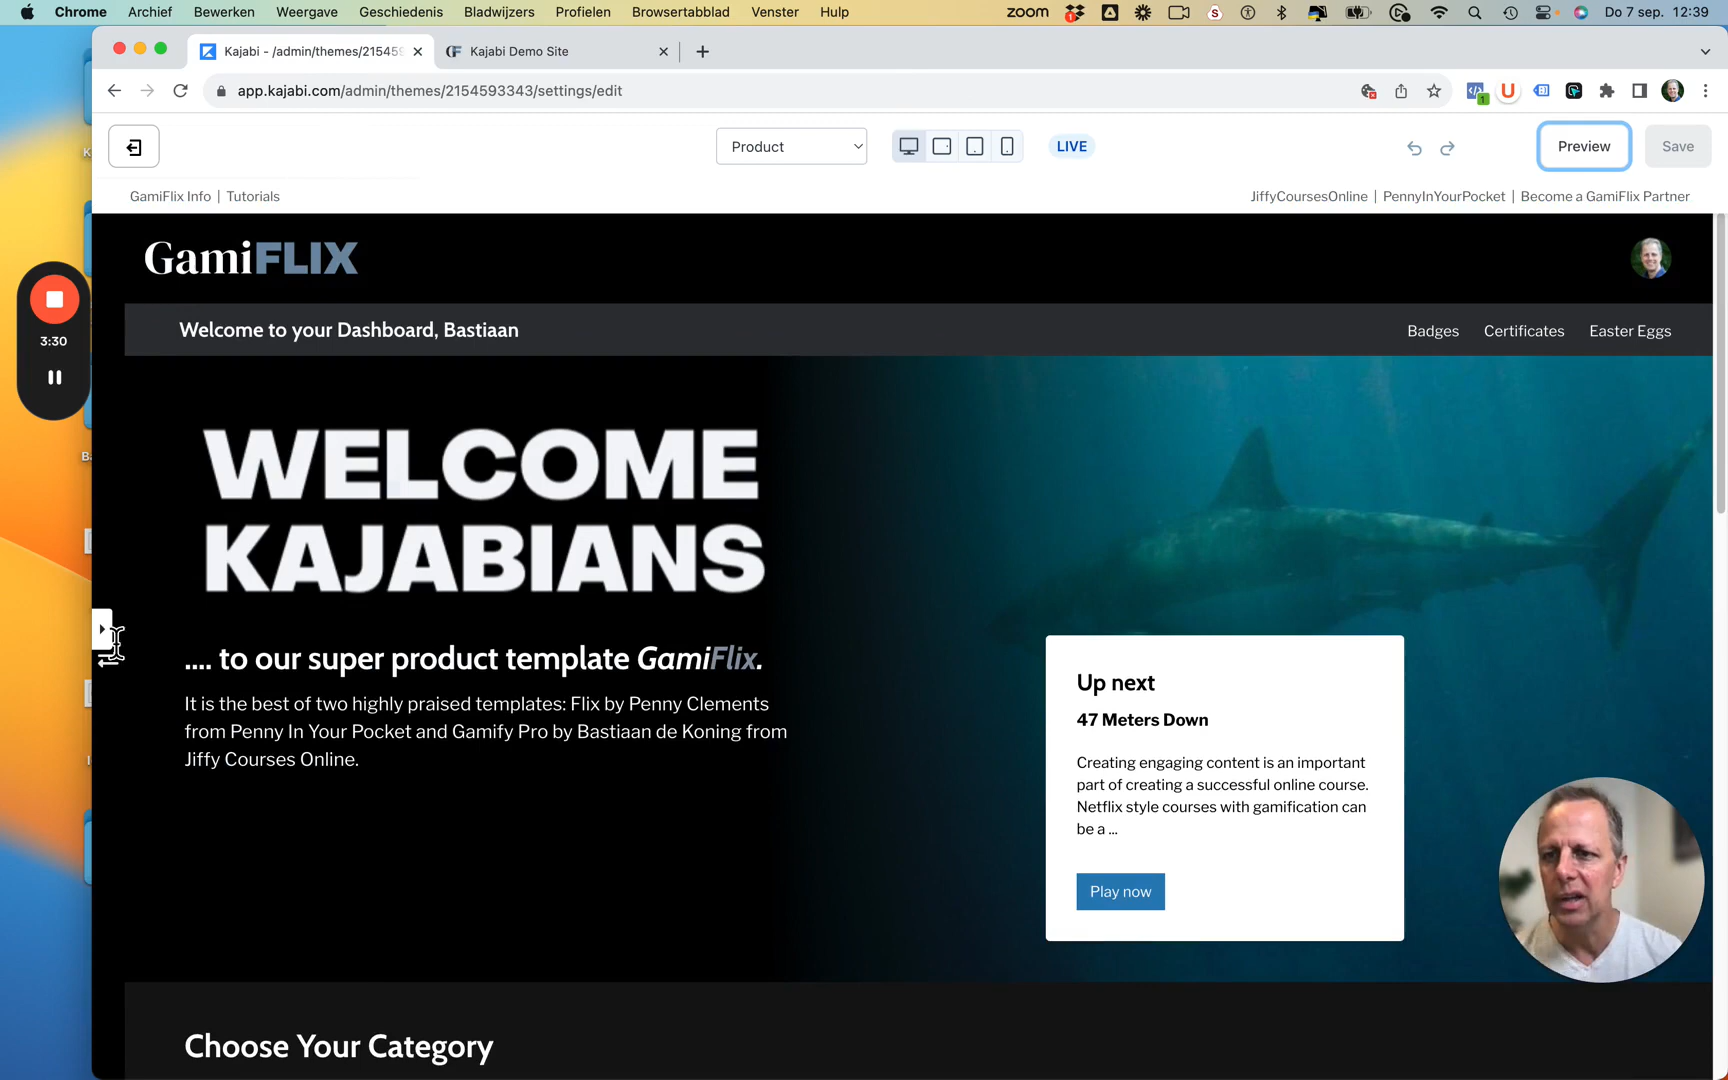 Chrome Archief Bewerken Weergave Geschiedenis Bladwijzers Profielen Browsertabblad Venster Hulp zoom Do 7 sep. 12:39
Kajabi - /admin/themes/21545 Kajabi Demo Site
app.kajabi.com/admin/themes/2154593343/settings/edit
Product LIVE Preview Save
GamiFlix Info | Tutorials JiffyCoursesOnline | PennyInYourPocket | Become a GamiFlix Partner
GamiFLIX
3:30
Welcome to your Dashboard, Bastiaan Badges Certificates Easter Eggs
WELCOME
KAJABIANS
.... to our super product template GamiFlix.
It is the best of two highly praised templates: Flix by Penny Clements
from Penny In Your Pocket and Gamify Pro by Bastiaan de Koning from
Jiffy Courses Online.
Up next
47 Meters Down
Creating engaging content is an important
part of creating a successful online course.
Netflix style courses with gamification can
be a ...
Play now
Choose Your Category